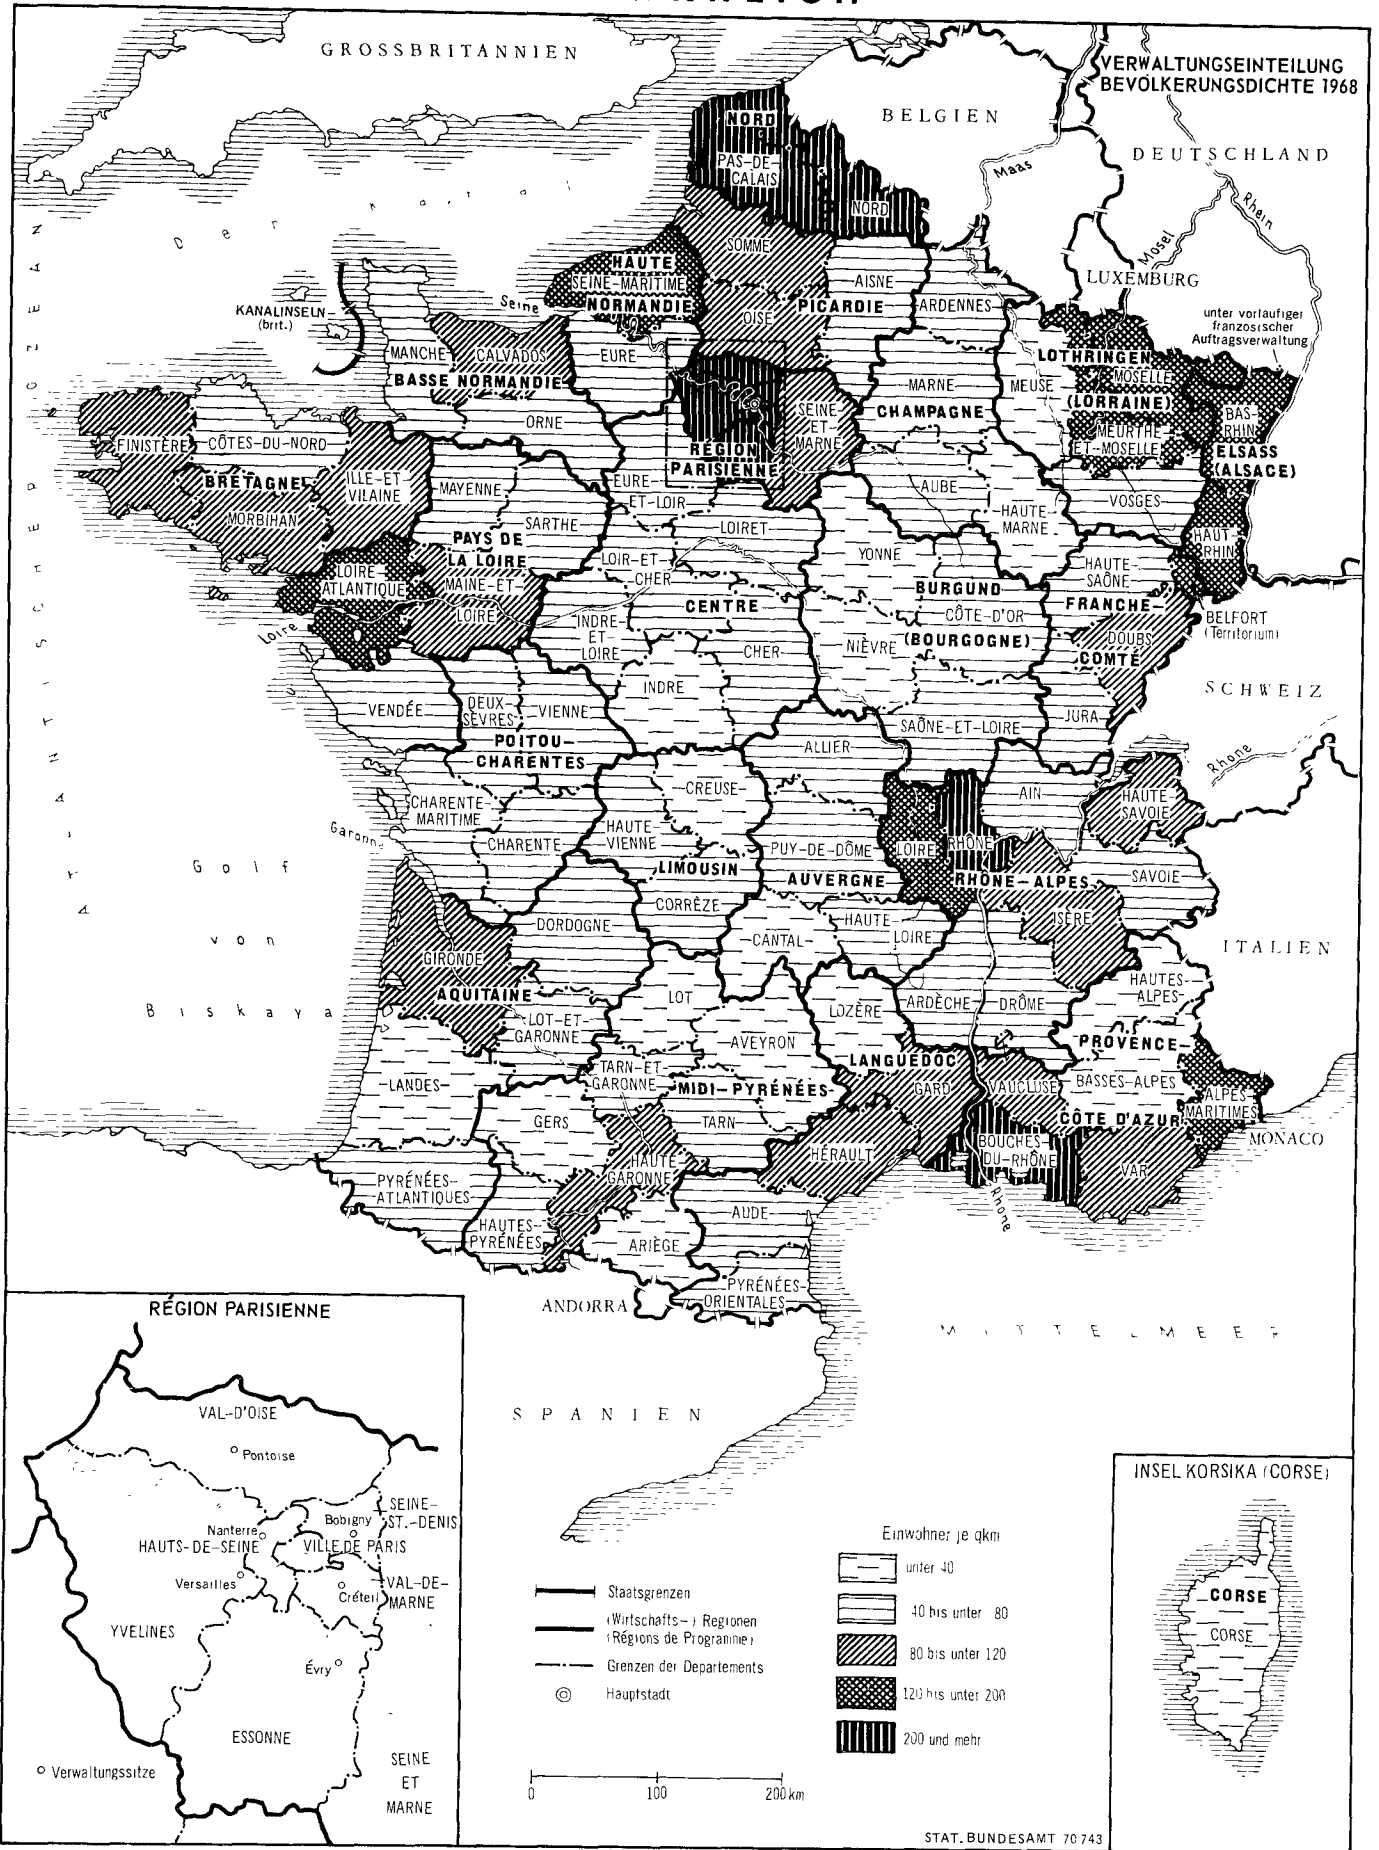 GROSSBRITANNIEN
VERWALTUNGSEINTEILUNG
BEVÖLKERUNGSDICHTE 1968
BELGIEN
DEUTSCHLAND
Maas
Rhein
Mosel
LUXEMBURG
unter vorläufiger
französischer
Auftragsverwaltung
Der Kanal
KANALINSELN
(brit.)
Seine
NORD
PAS-DE-
CALAIS
NORD
SOMME
HAUTE
SEINE-MARITIME
NORMANDIE
OISE
PICARDIE
AISNE
ARDENNES
MANCHE
CALVADOS
EURE
BASSE NORMANDIE
ORNE
LOTHRINGEN
MOSELLE
(LORRAINE)
MEUSE
MEURTHE
ET-MOSELLE
MARNE
CHAMPAGNE
SEINE
ET
MARNE
RÉGION
PARISIENNE
BAS-
RHIN
ELSASS
(ALSACE)
FINISTÈRE
CÔTES-DU-NORD
BRETAGNE
ILLE-ET
VILAINE
MORBIHAN
MAYENNE
SARTHE
PAYS DE
LA LOIRE
EURE-
ET-LOIR
LOIRET
AUBE
HAUTE
MARNE
VOSGES
HAUT-
RHIN
LOIRE-
ATLANTIQUE
MAINE-ET-
LOIRE
Loire
LOIR-ET-
CHER
CENTRE
INDRE-
ET-
LOIRE
CHER
INDRE
YONNE
BURGUND
CÔTE-D'OR
(BOURGOGNE)
NIÈVRE
HAUTE-
SAÔNE
FRANCHE-
DOUBS
COMTÉ
BELFORT
(Territorium)
JURA
SAÔNE-ET-LOIRE
SCHWEIZ
ATLANTISCHER OZEAN
VENDÉE
DEUX
SÈVRES
VIENNE
POITOU-
CHARENTES
CHARENTE-
MARITIME
CHARENTE
ALLIER
CREUSE
HAUTE-
VIENNE
LIMOUSIN
CORRÈZE
PUY-DE-DÔME
AUVERGNE
LOIRE
RHÔNE
AIN
HAUTE-
SAVOIE
Rhone
RHÔNE-ALPES
SAVOIE
ISÈRE
Garonne
Golf
von
Biskaya
GIRONDE
DORDOGNE
CANTAL
HAUTE
LOIRE
ITALIEN
AQUITAINE
LOT-ET-
GARONNE
LOT
AVEYRON
LOZÈRE
ARDÈCHE
DRÔME
HAUTES-
ALPES
PROVENCE-
LANGUEDOC
GARD
VAUCLUSE
BASSES-ALPES
ALPES-
MARITIMES
CÔTE D'AZUR
MONACO
LANDES
TARN-ET-
GARONNE
MIDI-PYRÉNÉES
GERS
TARN
HAUTE
GARONNE
HÉRAULT
BOUCHES-
DU-RHÔNE
VAR
Rhone
PYRÉNÉES-
ATLANTIQUES
HAUTES-
PYRÉNÉES
ARIÈGE
AUDE
PYRÉNÉES-
ORIENTALES
ANDORRA
MITTELMEER
SPANIEN
RÉGION PARISIENNE
VAL-D'OISE
Pontoise
SEINE-
ST.-DENIS
Bobigny
Nanterre
HAUTS-DE-SEINE
VILLE DE PARIS
Versailles
Créteil
VAL-DE-
MARNE
YVELINES
Évry
ESSONNE
SEINE
ET
MARNE
Verwaltungssitze
Staatsgrenzen
(Wirtschafts-) Regionen
(Régions de Programme)
Grenzen der Departements
Hauptstadt
Einwohner je qkm
unter 40
40 bis unter 80
80 bis unter 120
120 bis unter 200
200 und mehr
0 100 200 km
STAT. BUNDESAMT 70 743
INSEL KORSIKA (CORSE)
CORSE
CORSE